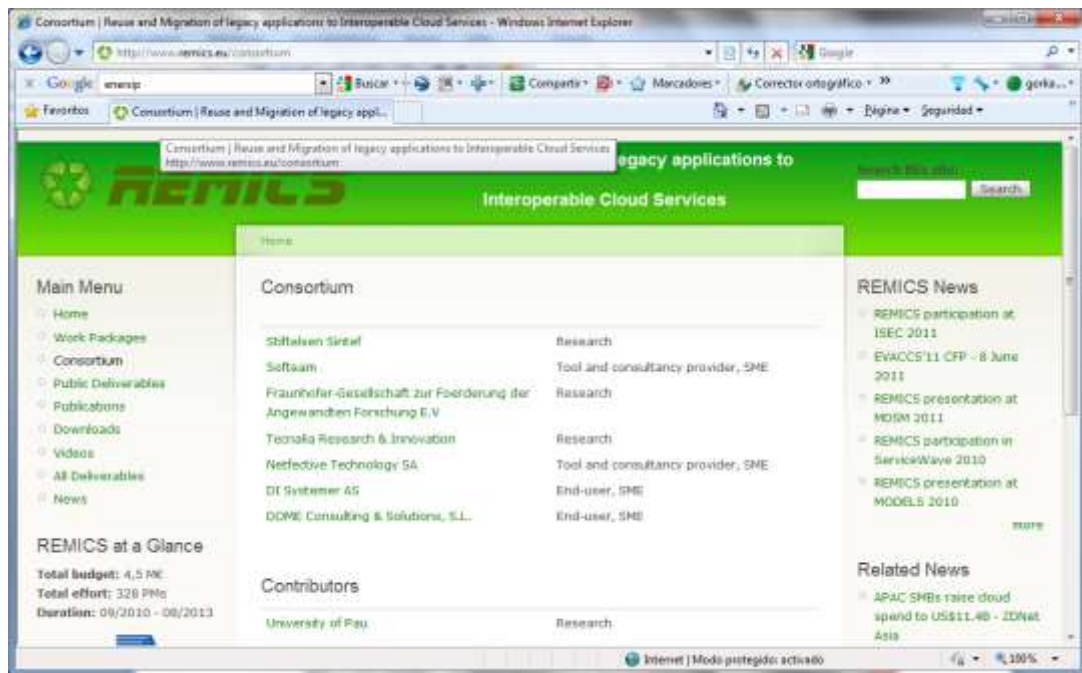 Consortium | Reuse and Migration of legacy applications to Interoperable Cloud Services - Windows Internet Explorer
http://www.remics.eu/consortium
Google
Google enersip Buscar Compartir Marcadores Corrector ortográfico gorka...
Favoritos Consortium | Reuse and Migration of legacy appl... Página Seguridad
Consortium | Reuse and Migration of legacy applications to Interoperable Cloud Services
http://www.remics.eu/consortium
REMICS
egacy applications to
Interoperable Cloud Services
Search this site:
Search
Home
Main Menu
Home
Work Packages
Consortium
Public Deliverables
Publications
Downloads
Videos
All Deliverables
News
REMICS at a Glance
Total budget: 4,5 M€
Total effort: 328 PMs
Duration: 09/2010 - 08/2013
Consortium
Stiftelsen Sintef Research
Softeam Tool and consultancy provider, SME
Fraunhofer-Gesellschaft zur Foerderung der Research
Angewandten Forschung E.V
Tecnalia Research & Innovation Research
Netfective Technology SA Tool and consultancy provider, SME
DI Systemer AS End-user, SME
DOME Consulting & Solutions, S.L. End-user, SME
Contributors
University of Pau Research
REMICS News
REMICS participation at
ISEC 2011
EVACCS'11 CFP - 8 June
2011
REMICS presentation at
MDSM 2011
REMICS participation in
ServiceWave 2010
REMICS presentation at
MODELS 2010
more
Related News
APAC SMBs raise cloud
spend to US$11.4B - ZDNet
Asia
Internet | Modo protegido: activado 100%